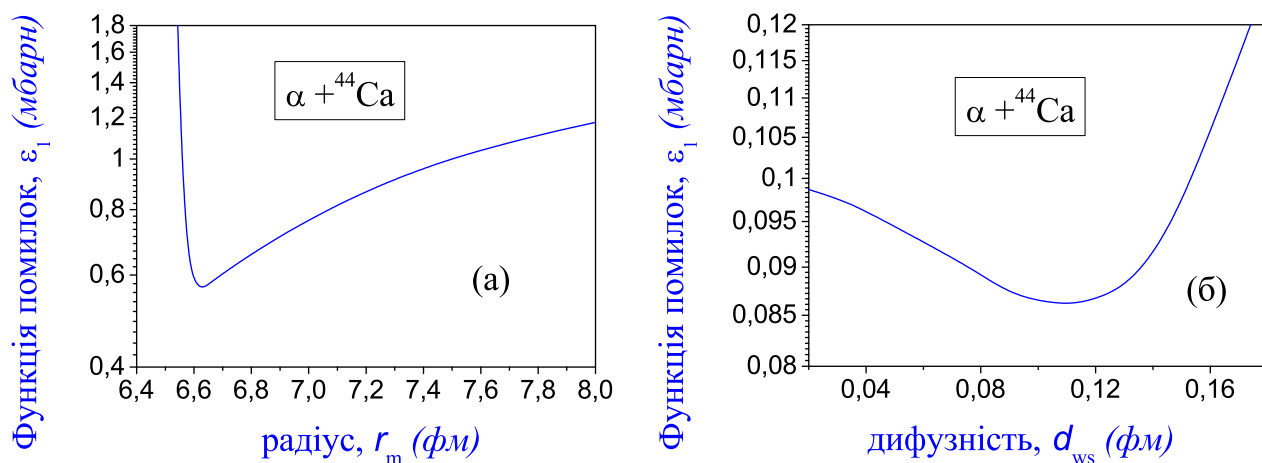 Функція помилок, ε₁ (мбарн)
1,8
1,6
1,4
1,2
1
0,8
0,6
0,4
α +⁴⁴Ca
(а)
6,4 6,6 6,8 7,0 7,2 7,4 7,6 7,8 8,0
радіус, rₘ (фм)
Функція помилок, ε₁ (мбарн)
0,12
0,115
0,11
0,105
0,1
0,095
0,09
0,085
0,08
α +⁴⁴Ca
(б)
0,04 0,08 0,12 0,16
дифузність, d_ws (фм)